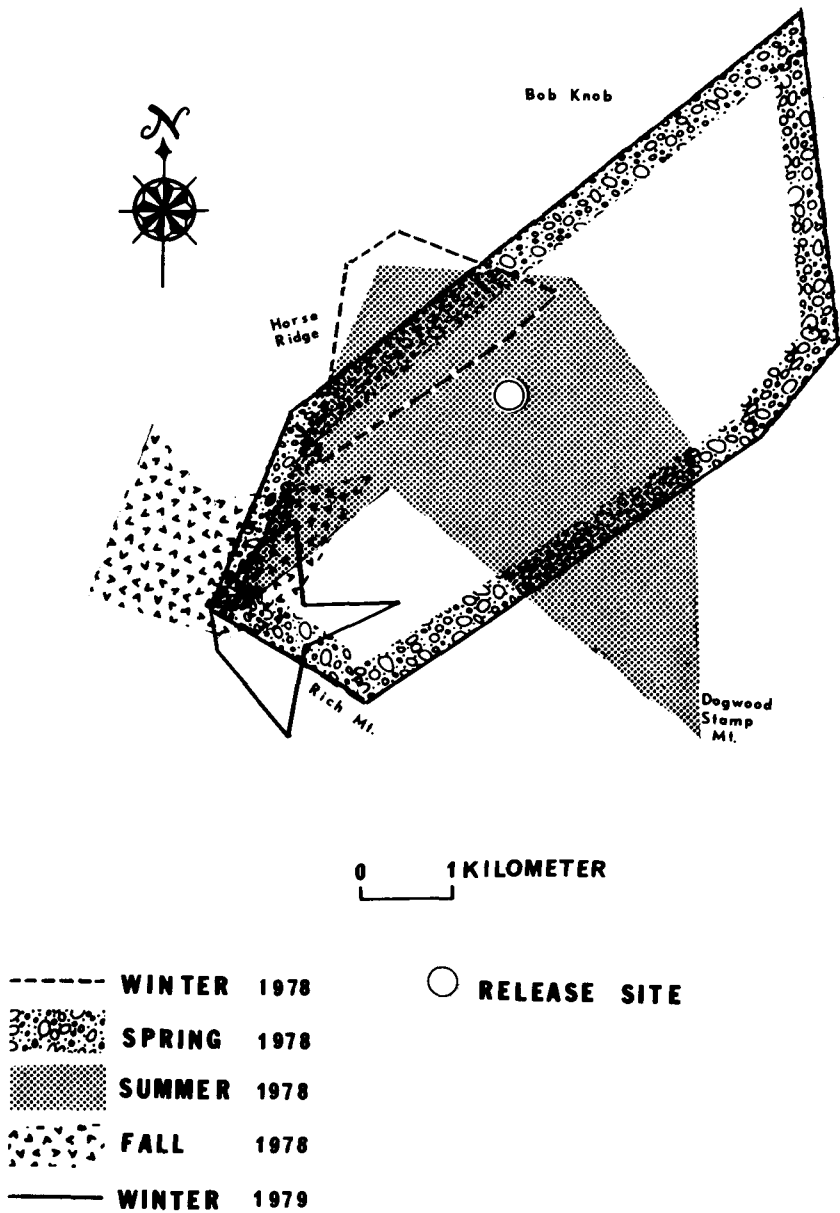 N
Bob Knob
Horse
Ridge
Rich Mt.
Dogwood
Stamp
Mt.
0 1 KILOMETER
WINTER 1978
RELEASE SITE
SPRING 1978
SUMMER 1978
FALL 1978
WINTER 1979